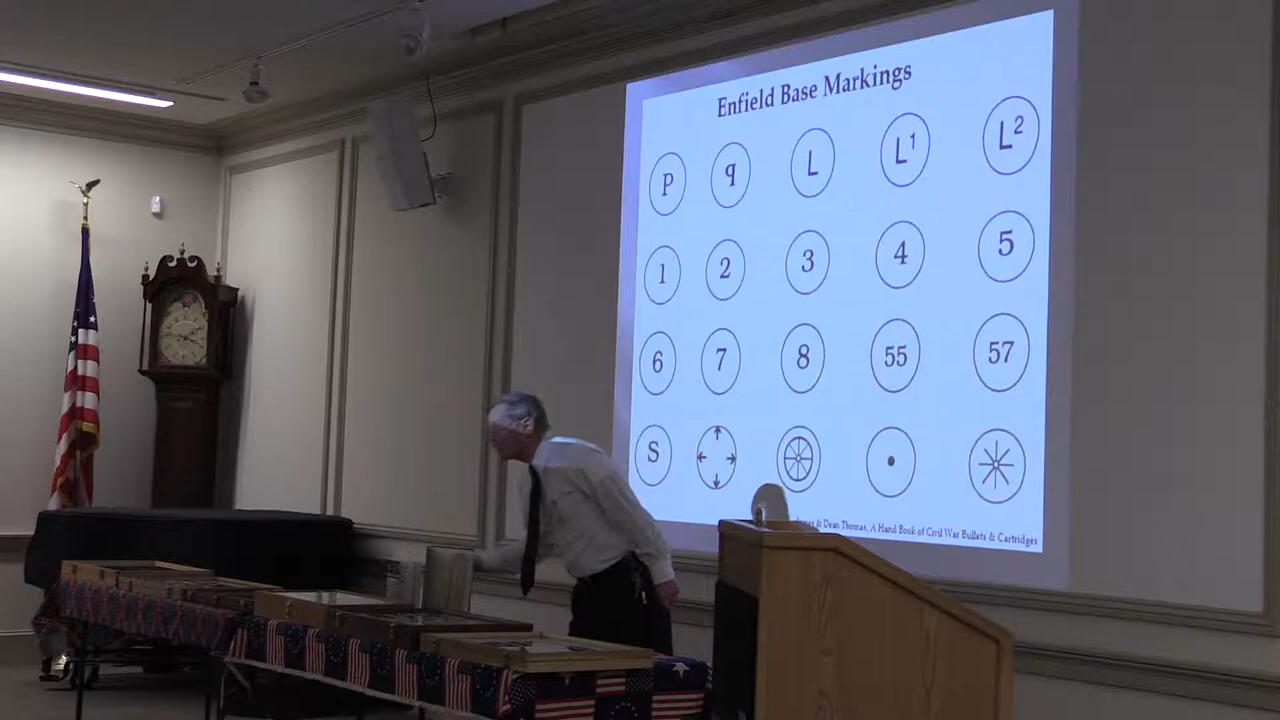 Enfield Base Markings
P q L L¹ L²
1 2 3 4 5
6 7 8 55 57
S
& Dean Thomas, A Hand Book of Civil War Bullets & Cartridges